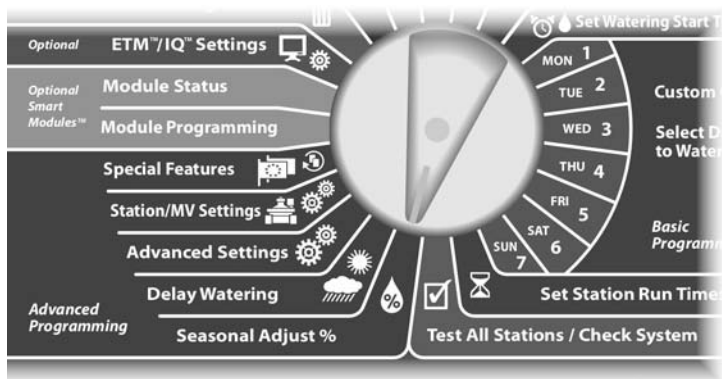 Optional
ETM™/IQ™ Settings
Optional
Smart
Modules™
Module Status
Module Programming
Special Features
Station/MV Settings
Advanced Settings
Delay Watering
Advanced
Programming
Seasonal Adjust %
%
Set Watering Start
MON 1
TUE 2
WED 3
THU 4
FRI 5
SAT 6
SUN 7
Custom
Select D
to Water
Basic
Programm
Set Station Run Time
Test All Stations / Check System